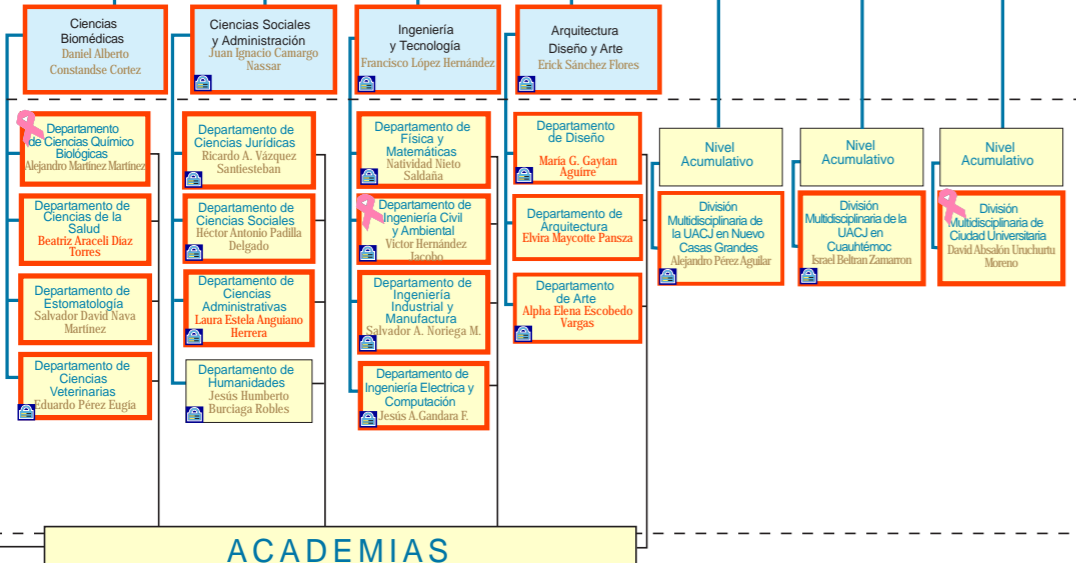 Ciencias
Biomédicas
Daniel Alberto
Constandse Cortez
Ciencias Sociales
y Administración
Juan Ignacio Camargo
Nassar
Ingeniería
y Tecnología
Francisco López Hernández
Arquitectura
Diseño y Arte
Erick Sánchez Flores
Departamento
de Ciencias Químico
Biológicas
Alejandro Martínez Martínez
Departamento de
Ciencias de la
Salud
Beatriz Araceli Díaz
Torres
Departamento de
Estomatología
Salvador David Nava
Martínez
Departamento de
Ciencias
Veterinarias
Eduardo Pérez Eugia
Departamento de
Ciencias Jurídicas
Ricardo A. Vázquez
Santiesteban
Departamento de
Ciencias Sociales
Héctor Antonio Padilla
Delgado
Departamento de
Ciencias
Administrativas
Laura Estela Anguiano
Herrera
Departamento de
Humanidades
Jesús Humberto
Burciaga Robles
Departamento de
Física y
Matemáticas
Natividad Nieto
Saldaña
Departamento de
Ingeniería Civil
y Ambiental
Víctor Hernández
Jacobo
Departamento de
Ingeniería
Industrial y
Manufactura
Salvador A. Noriega M.
Departamento de
Ingeniería Electrica y
Computación
Jesús A.Gandara F.
Departamento
de Diseño
María G. Gaytan
Aguirre
Departamento de
Arquitectura
Elvira Maycotte Pansza
Departamento
de Arte
Alpha Elena Escobedo
Vargas
Nivel
Acumulativo
División
Multidisciplinaria de
la UACJ en Nuevo
Casas Grandes
Alejandro Pérez Aguilar
Nivel
Acumulativo
División
Multidisciplinaria de la
UACJ en
Cuauhtémoc
Israel Beltran Zamarron
Nivel
Acumulativo
División
Multidisciplinaria de
Ciudad Universitaria
David Absalón Uruchurtu
Moreno
ACADEMIAS